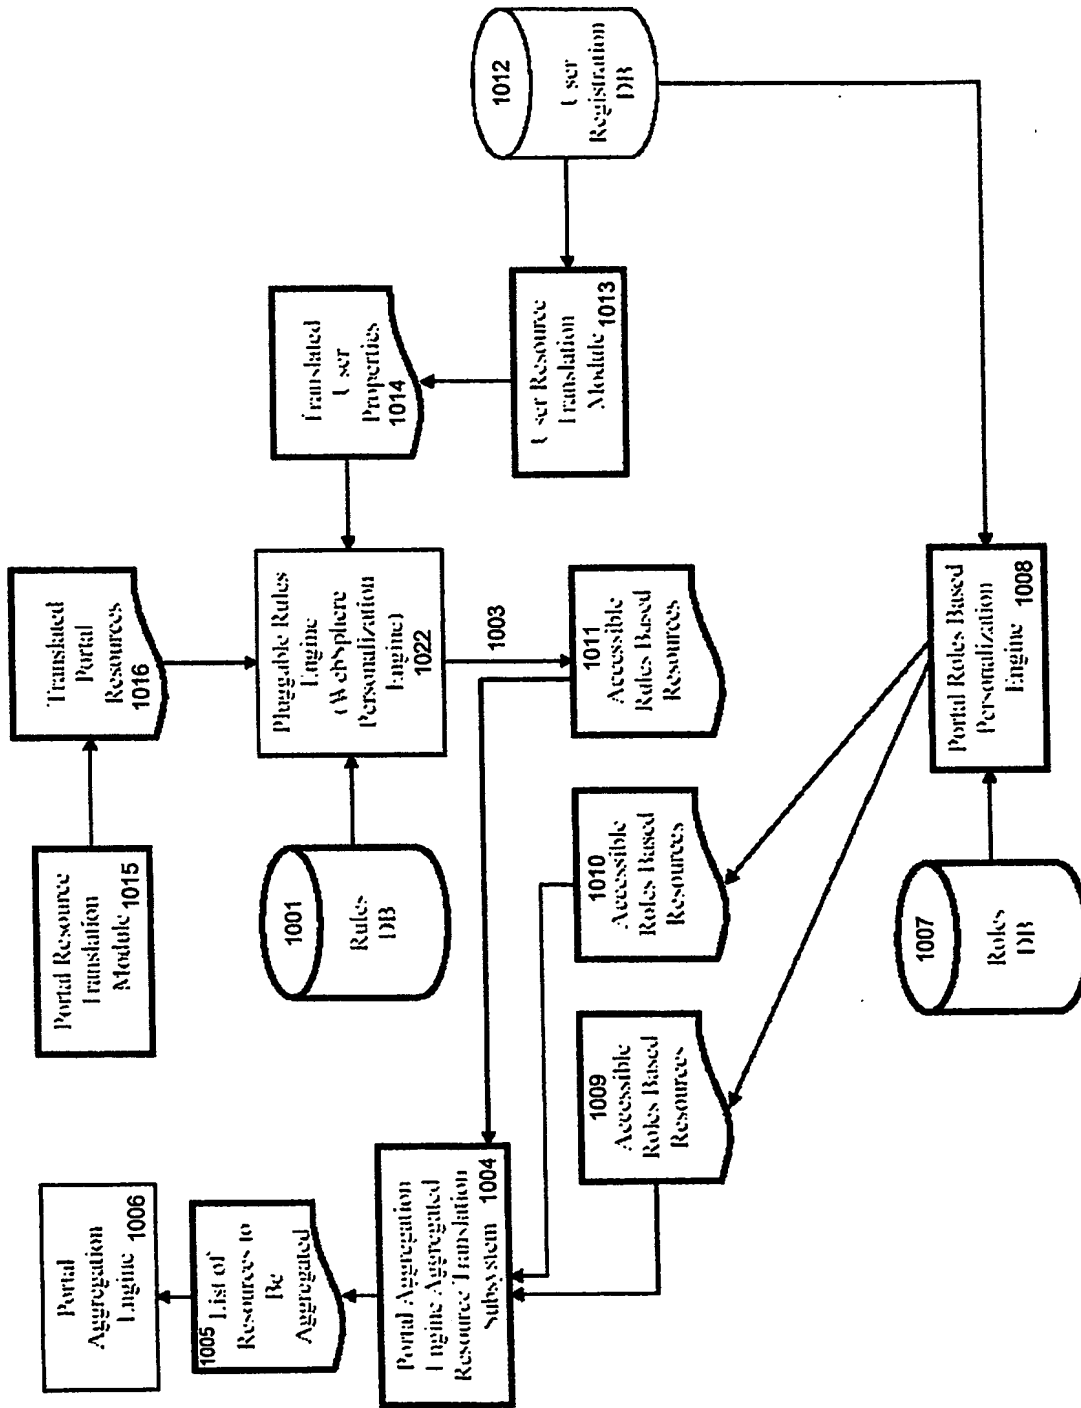 Portal
Aggregation
Engine 1006
1005 List of
Resources to
Be
Aggregated
Portal Aggregation
Engine Aggregated
Resource Translation
Subsystem 1004
Portal Resource
Translation
Module 1015
Translated
Portal
Resources
1016
1001
Rules
DB
Pluggable Rules
Engine
(WebSphere
Personalization
Engine)
1022
Translated
User
Properties
1014
1003
1009
Accessible
Roles Based
Resources
1010
Accessible
Roles Based
Resources
1011
Accessible
Rules Based
Resources
User Resource
Translation
Module 1013
1012
User
Registration
DB
1007
Roles
DB
Portal Roles Based
Personalization
Engine 1008